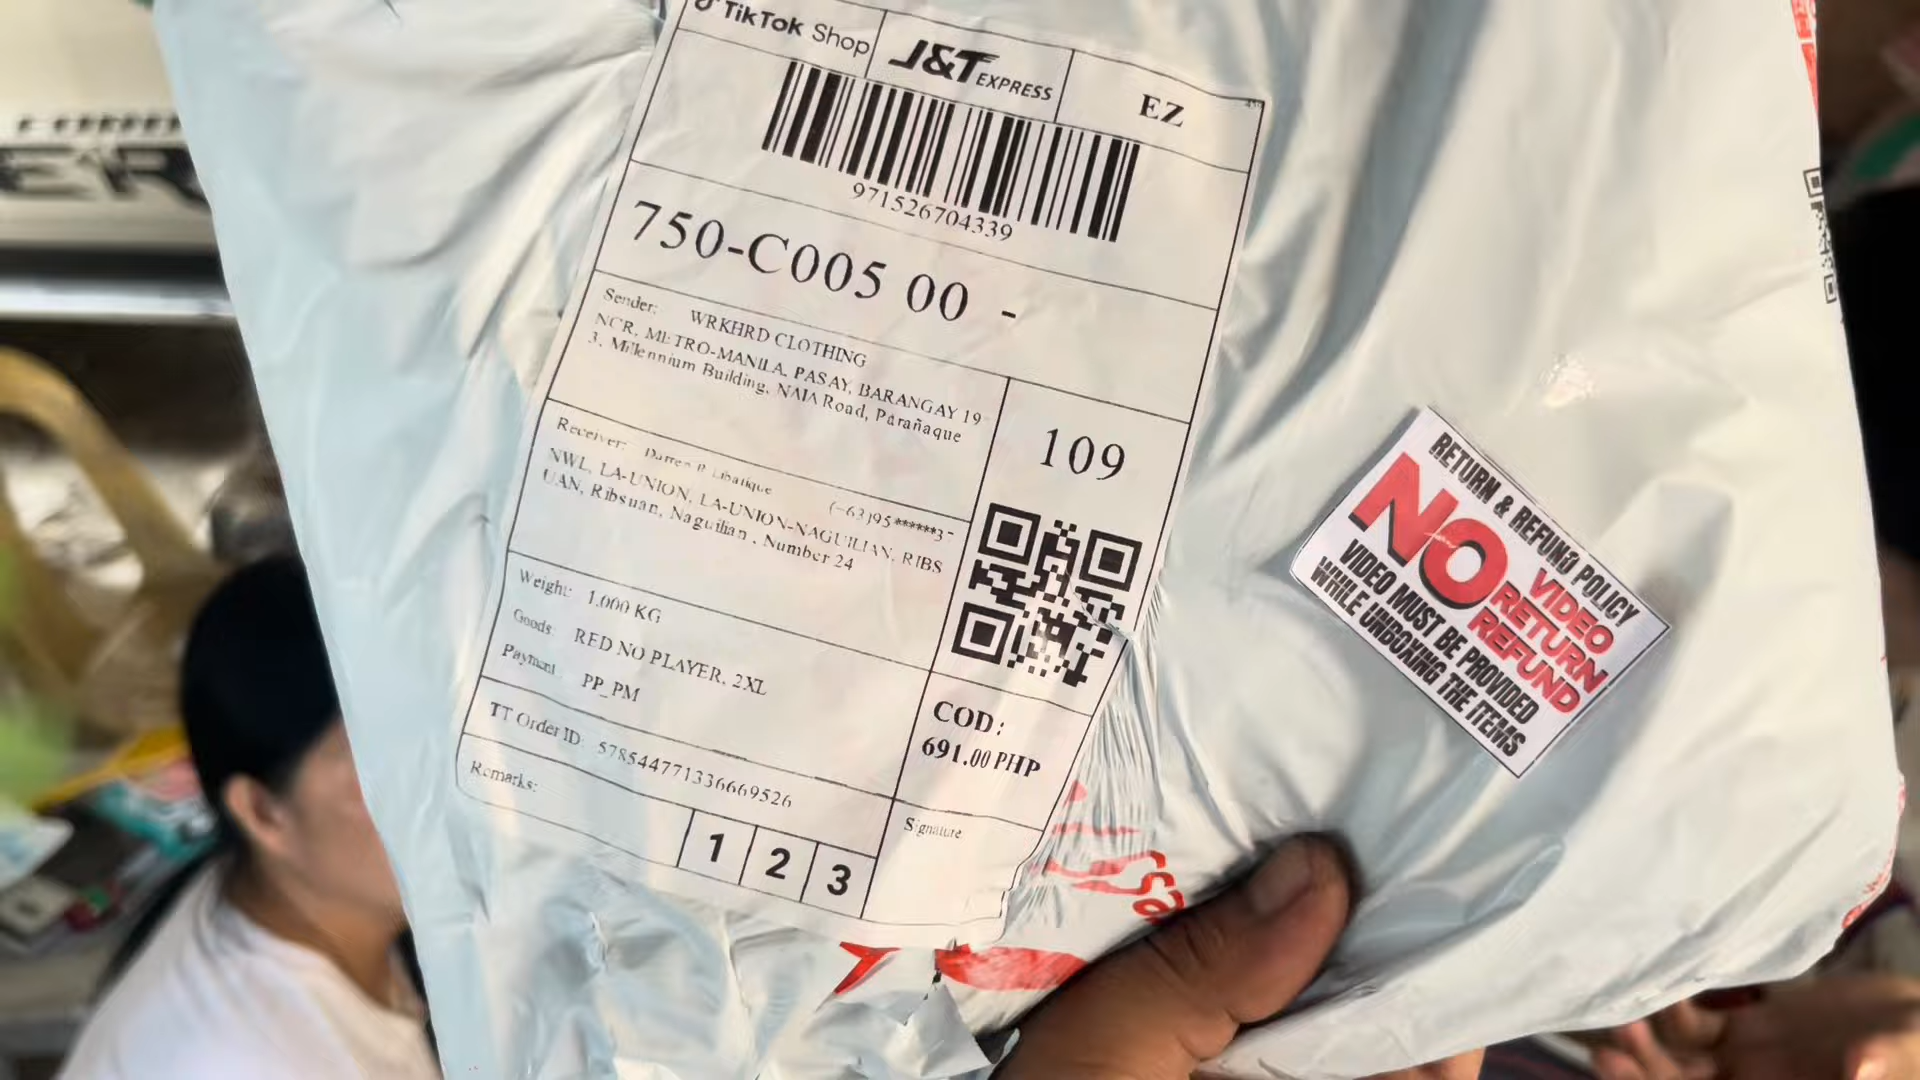 TikTok Shop
J&T EXPRESS
EZ
971526704339
750-C005 00 -
Sender: WRKHRD CLOTHING
NCR, METRO-MANILA, PASAY, BARANGAY 19
3, Millennium Building, NAIA Road, Parañaque
109
Receiver: Darren P Libatique (-63)95******3-
NWL, LA-UNION, LA-UNION-NAGUILIAN, RIBS
UAN, Ribsuan, Naguilian , Number 24
Weight: 1.000 KG
Goods: RED NO PLAYER, 2XL
Payment: PP_PM
COD:
691.00 PHP
TT Order ID: 578544771336669526
Remarks:
Signature
1 2 3
RETURN & REFUND POLICY
NO VIDEO
RETURN
REFUND
VIDEO MUST BE PROVIDED
WHILE UNBOXING THE ITEMS
ER